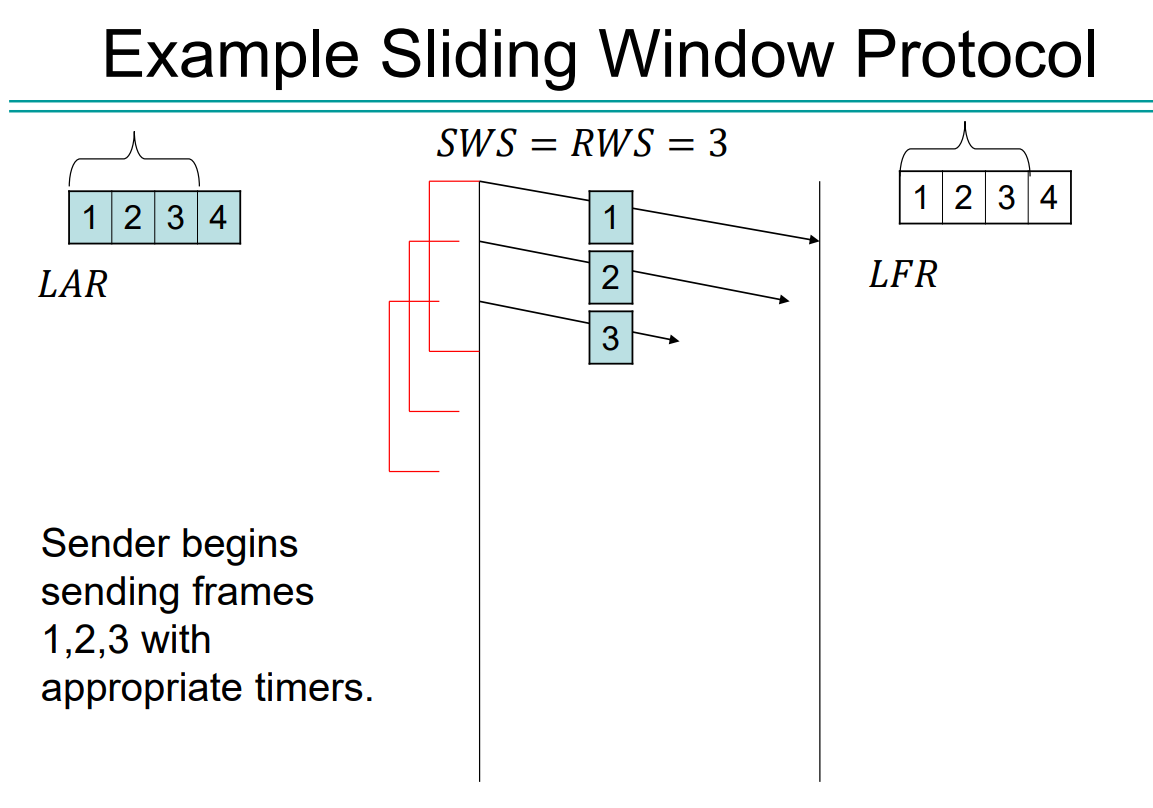 Example Sliding Window Protocol
SWS = RWS = 3
1 2 3 4
LAR
1
2
3
1 2 3 4
LFR
Sender begins
sending frames
1,2,3 with
appropriate timers.